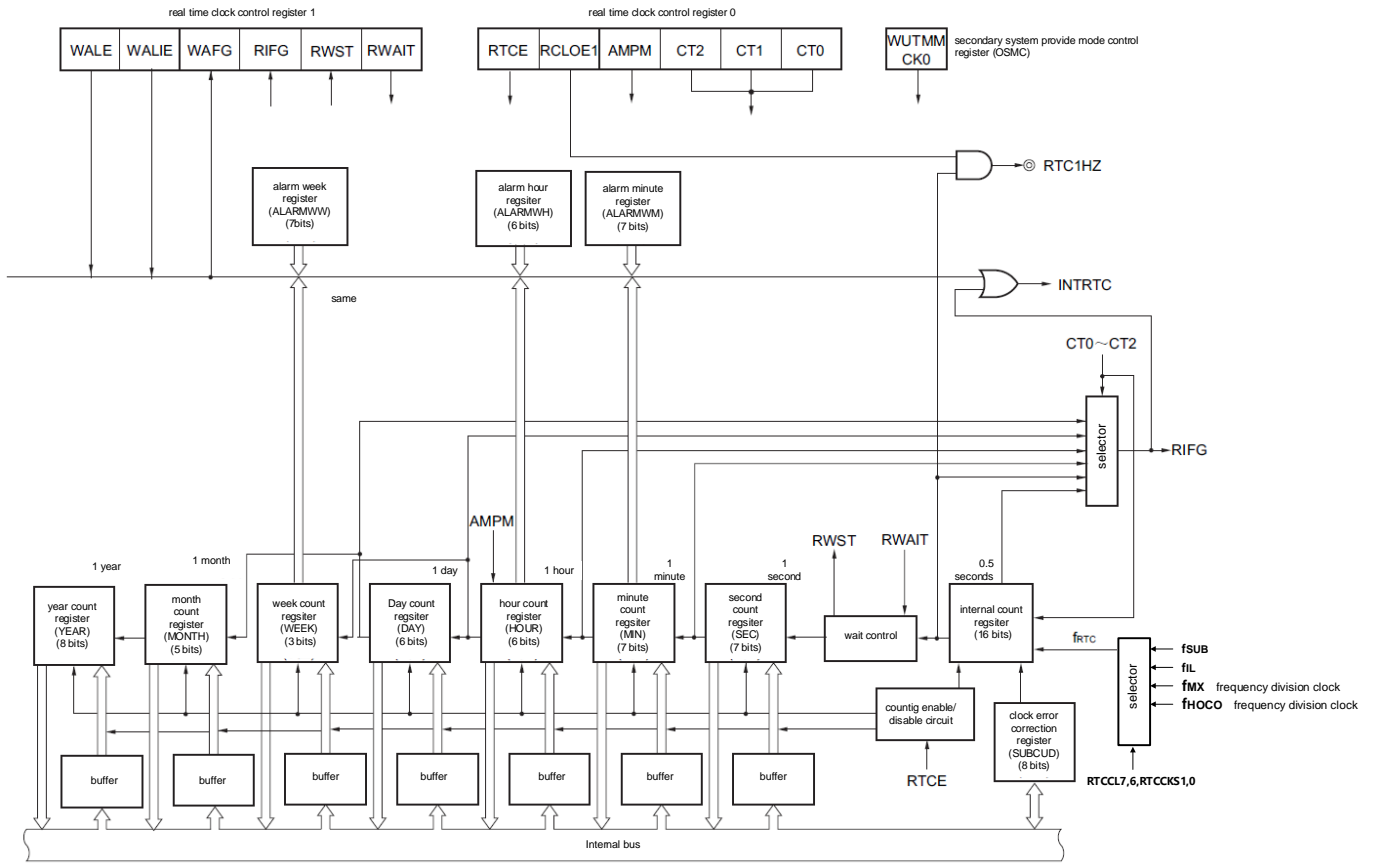 real time clock control register 1
real time clock control register 0
WALE
WALIE
WAFG
RIFG
RWST
RWAIT
RTCE
RCLOE1
AMPM
CT2
CT1
CT0
WUTMM
CK0
secondary system provide mode control
register (OSMC)
RTC1HZ
alarm week
register
(ALARMWW)
(7bits)
alarm hour
regsiter
(ALARMWH)
(6 bits)
alarm minute
register
(ALARMWM)
(7 bits)
INTRTC
same
CT0～CT2
selector
RIFG
AMPM
RWST
RWAIT
1 year
1 month
1 day
1 hour
1
minute
1
second
0.5
seconds
year count
regsiter
(YEAR)
(8 bits)
month
count
register
(MONTH)
(5 bits)
week count
regsiter
(WEEK)
(3 bits)
Day count
regsiter
(DAY)
(6 bits)
hour count
register
(HOUR)
(6 bits)
minute
count
regsiter
(MIN)
(7 bits)
second
count
regsiter
(SEC)
(7 bits)
wait control
internal count
regsiter
(16 bits)
fRTC
selector
fSUB
fIL
fMX frequency division clock
fHOCO frequency division clock
RTCCL7,6,RTCCKS1,0
countig enable/
disable circuit
RTCE
clock error
correction
register
(SUBCUD)
(8 bits)
buffer
buffer
buffer
buffer
buffer
buffer
buffer
Internal bus